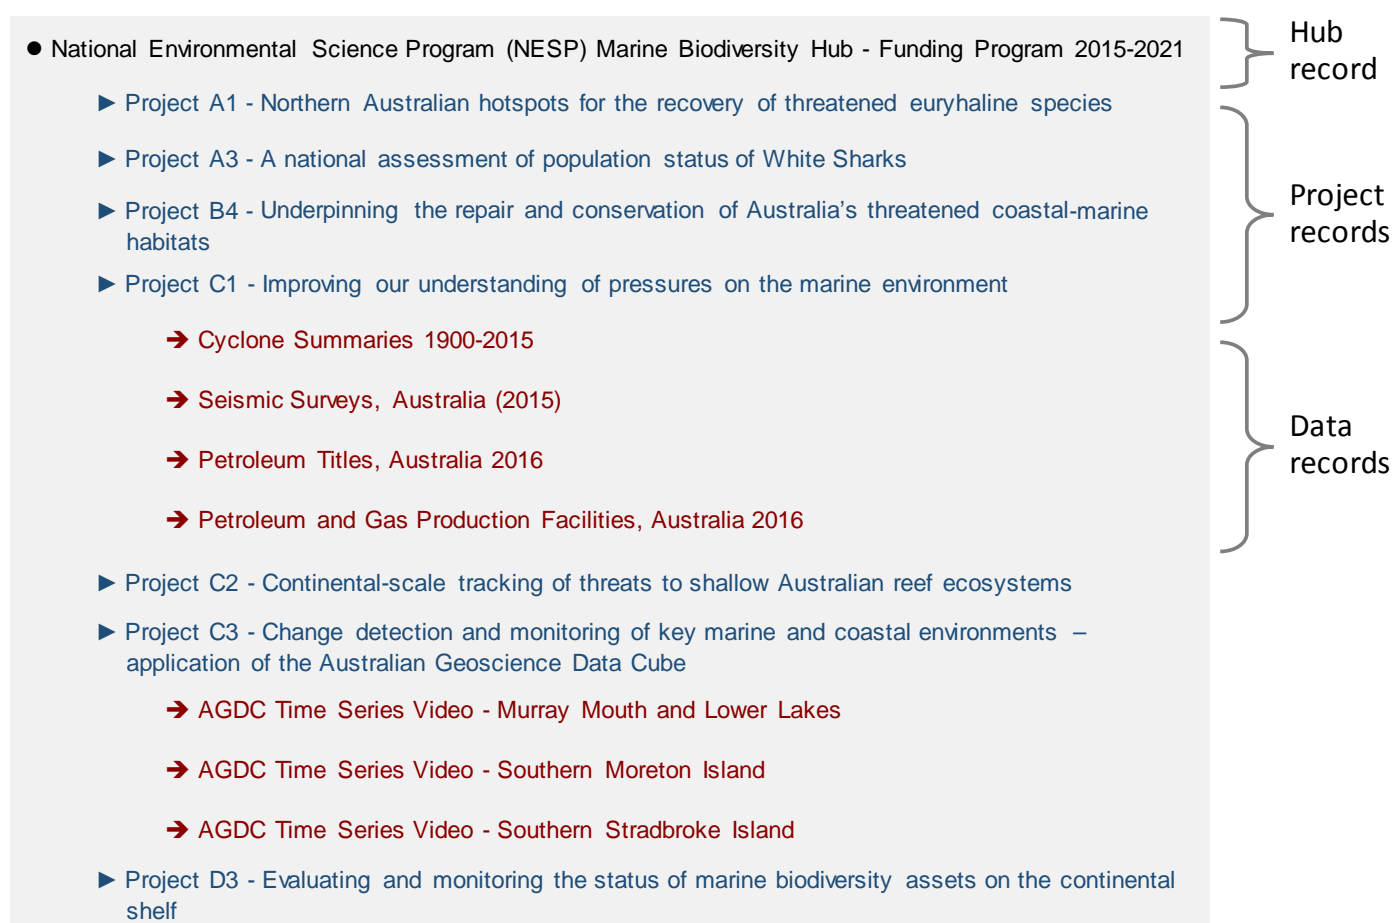 ● National Environmental Science Program (NESP) Marine Biodiversity Hub - Funding Program 2015-2021
Hub
record
► Project A1 - Northern Australian hotspots for the recovery of threatened euryhaline species
► Project A3 - A national assessment of population status of White Sharks
► Project B4 - Underpinning the repair and conservation of Australia's threatened coastal-marine
habitats
► Project C1 - Improving our understanding of pressures on the marine environment
Project
records
➔ Cyclone Summaries 1900-2015
➔ Seismic Surveys, Australia (2015)
➔ Petroleum Titles, Australia 2016
➔ Petroleum and Gas Production Facilities, Australia 2016
Data
records
► Project C2 - Continental-scale tracking of threats to shallow Australian reef ecosystems
► Project C3 - Change detection and monitoring of key marine and coastal environments –
application of the Australian Geoscience Data Cube
➔ AGDC Time Series Video - Murray Mouth and Lower Lakes
➔ AGDC Time Series Video - Southern Moreton Island
➔ AGDC Time Series Video - Southern Stradbroke Island
► Project D3 - Evaluating and monitoring the status of marine biodiversity assets on the continental
shelf